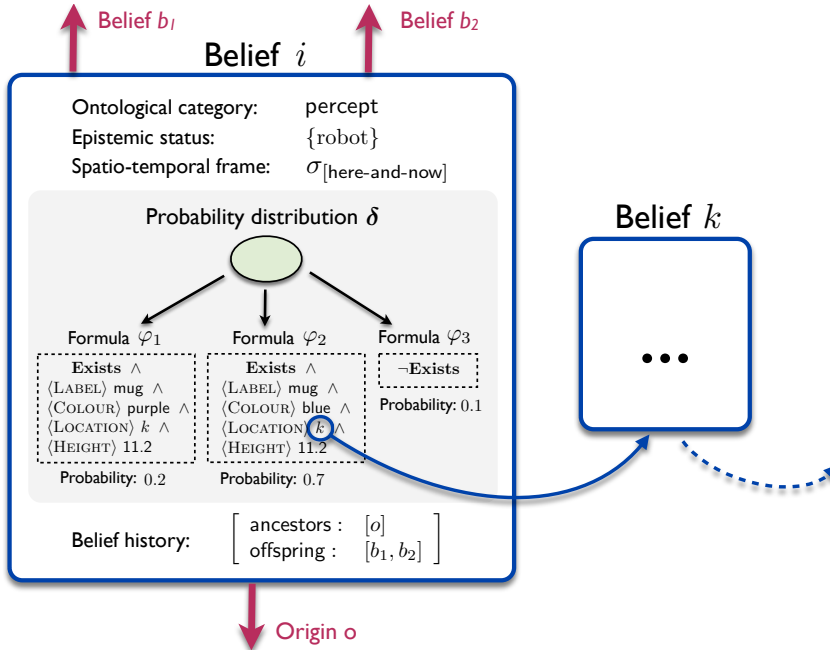 Belief b₁
Belief b₂
Belief i
Ontological category: percept
Epistemic status: {robot}
Spatio-temporal frame: σ[here-and-now]
Probability distribution δ
Formula φ₁
Exists ∧
⟨LABEL⟩ mug ∧
⟨COLOUR⟩ purple ∧
⟨LOCATION⟩ k ∧
⟨HEIGHT⟩ 11.2
Probability: 0.2
Formula φ₂
Exists ∧
⟨LABEL⟩ mug ∧
⟨COLOUR⟩ blue ∧
⟨LOCATION⟩ k ∧
⟨HEIGHT⟩ 11.2
Probability: 0.7
Formula φ₃
¬Exists
Probability: 0.1
Belief history: [ ancestors : [o]
offspring : [b₁, b₂] ]
Origin o
Belief k
...